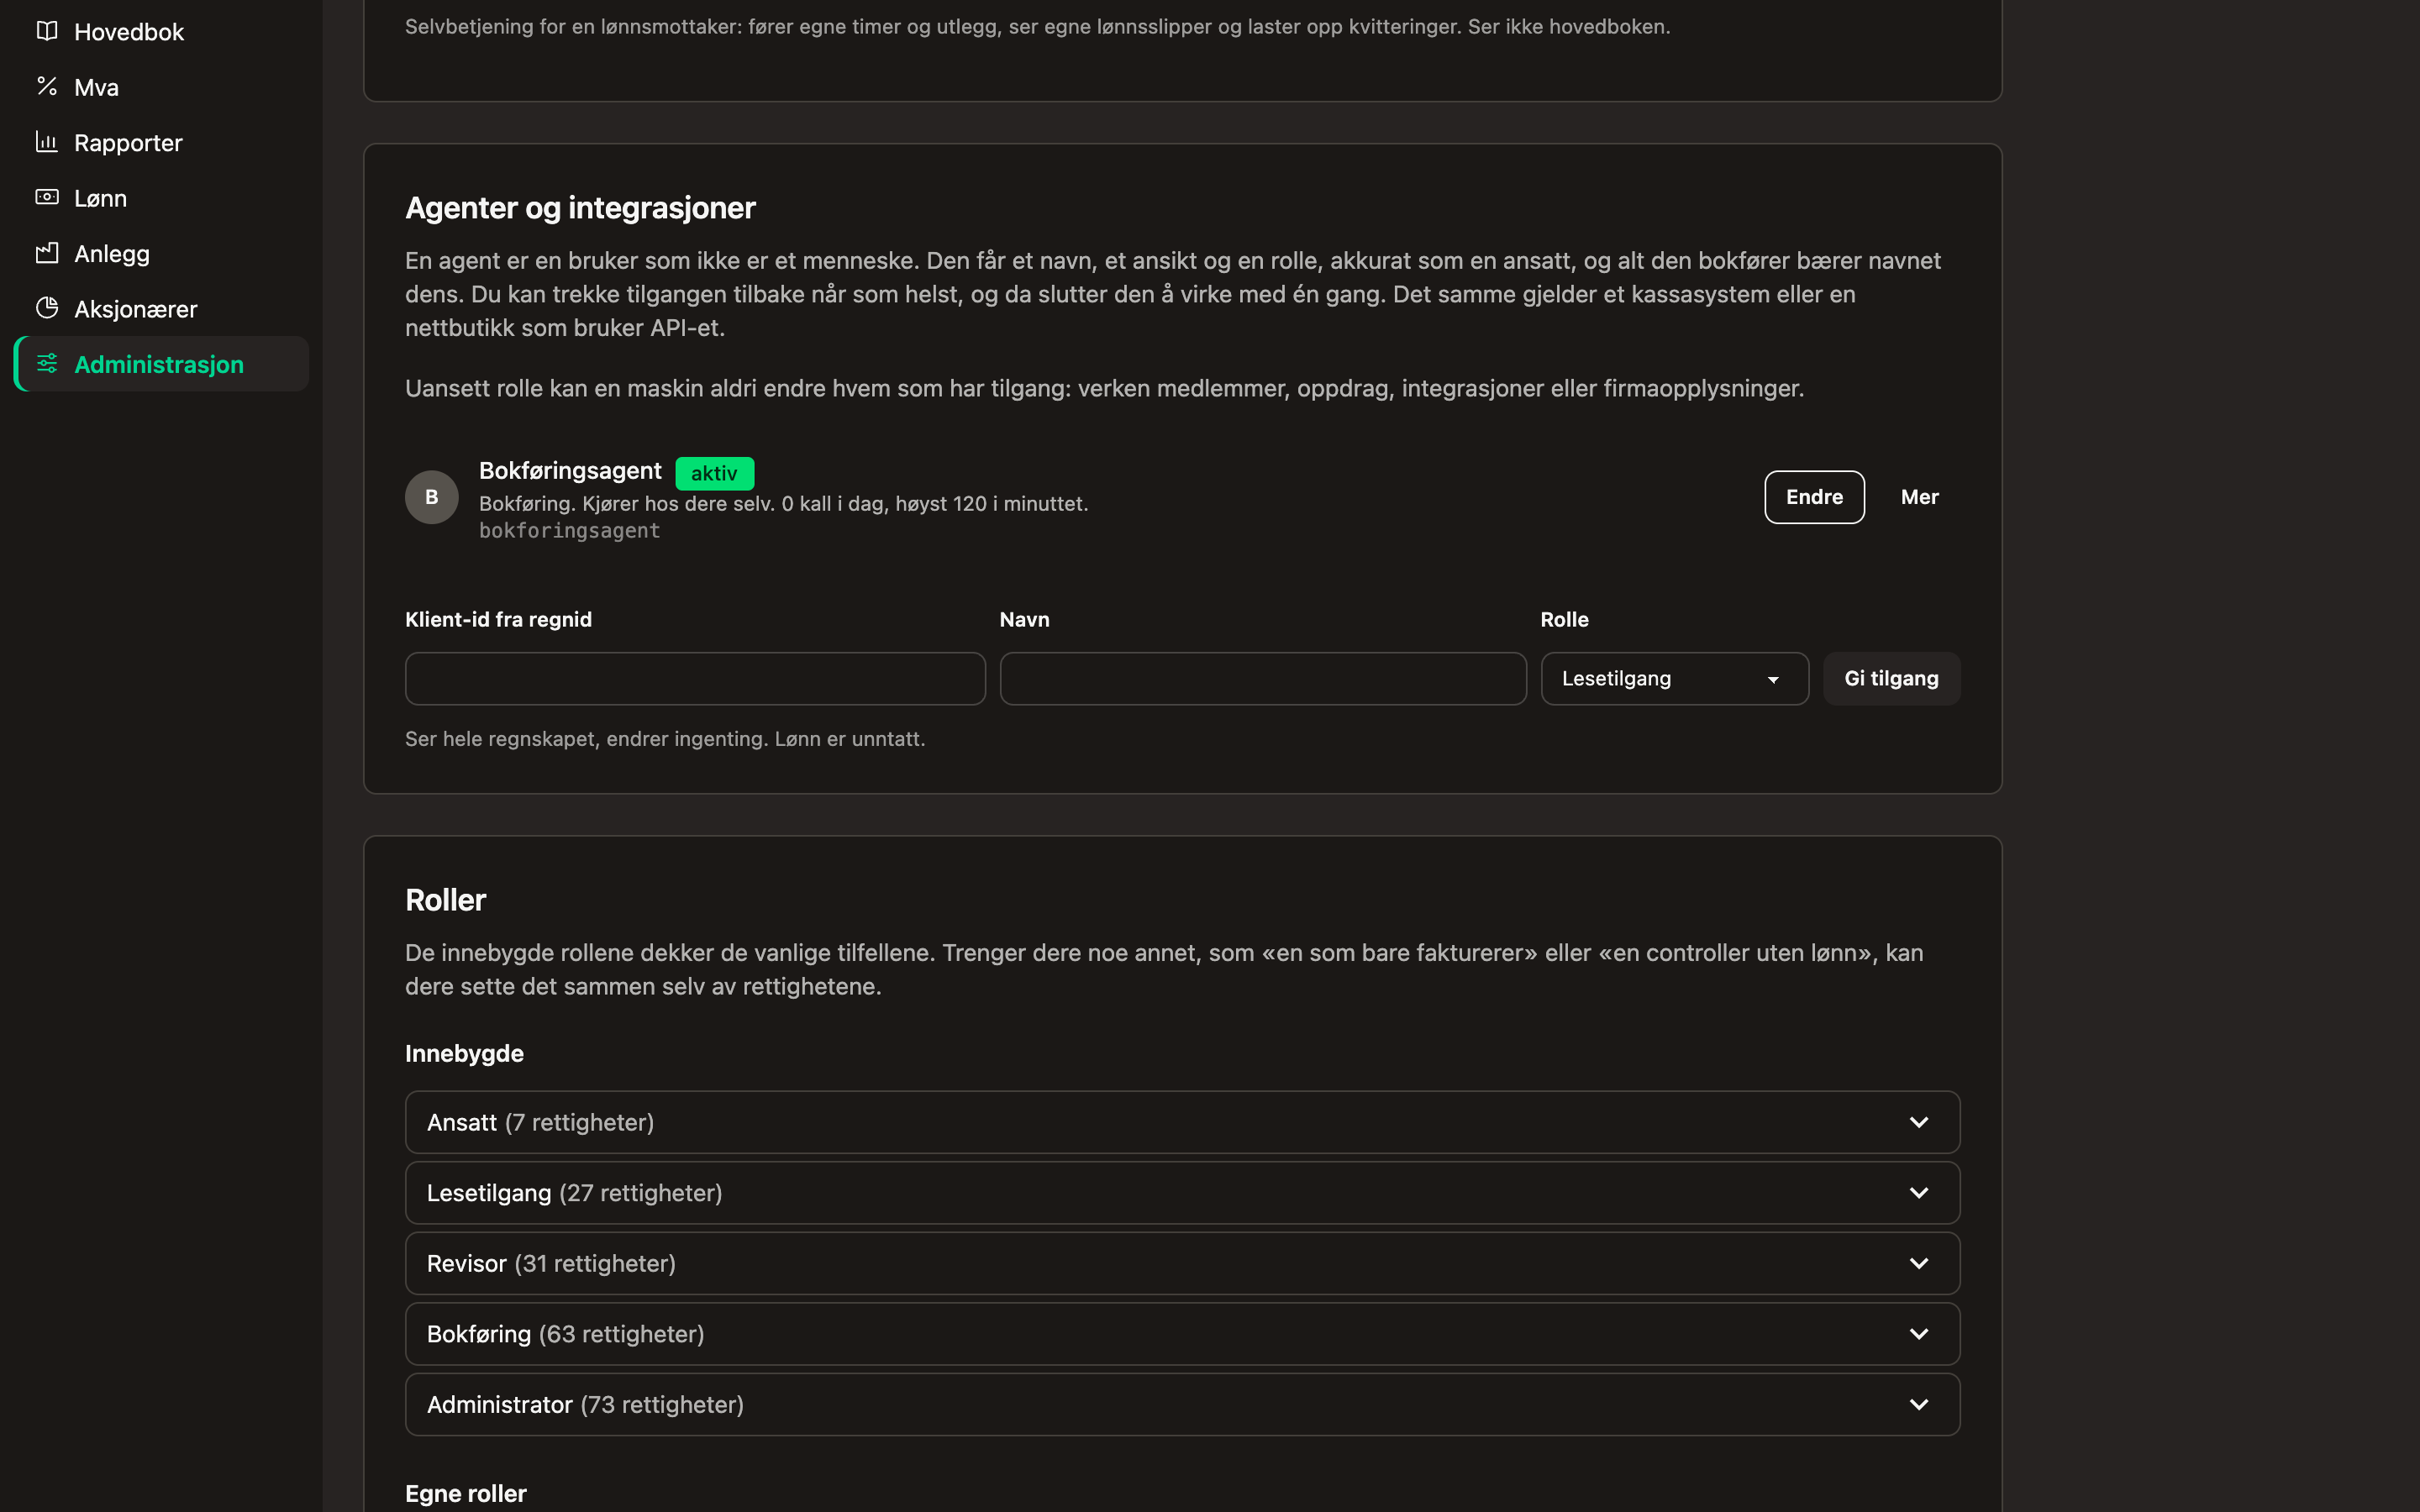 Hovedbok
Mva
Rapporter
Lønn
Anlegg
Aksjonærer
Administrasjon
Selvbetjening for en lønnsmottaker: fører egne timer og utlegg, ser egne lønnsslipper og laster opp kvitteringer. Ser ikke hovedboken.
Agenter og integrasjoner
En agent er en bruker som ikke er et menneske. Den får et navn, et ansikt og en rolle, akkurat som en ansatt, og alt den bokfører bærer navnet
dens. Du kan trekke tilgangen tilbake når som helst, og da slutter den å virke med én gang. Det samme gjelder et kassasystem eller en
nettbutikk som bruker API-et.
Uansett rolle kan en maskin aldri endre hvem som har tilgang: verken medlemmer, oppdrag, integrasjoner eller firmaopplysninger.
B
Bokføringsagent aktiv
Bokføring. Kjører hos dere selv. 0 kall i dag, høyst 120 i minuttet.
bokforingsagent
Endre Mer
Klient-id fra regnid Navn Rolle
Lesetilgang Gi tilgang
Ser hele regnskapet, endrer ingenting. Lønn er unntatt.
Roller
De innebygde rollene dekker de vanlige tilfellene. Trenger dere noe annet, som «en som bare fakturerer» eller «en controller uten lønn», kan
dere sette det sammen selv av rettighetene.
Innebygde
Ansatt (7 rettigheter)
Lesetilgang (27 rettigheter)
Revisor (31 rettigheter)
Bokføring (63 rettigheter)
Administrator (73 rettigheter)
Egne roller